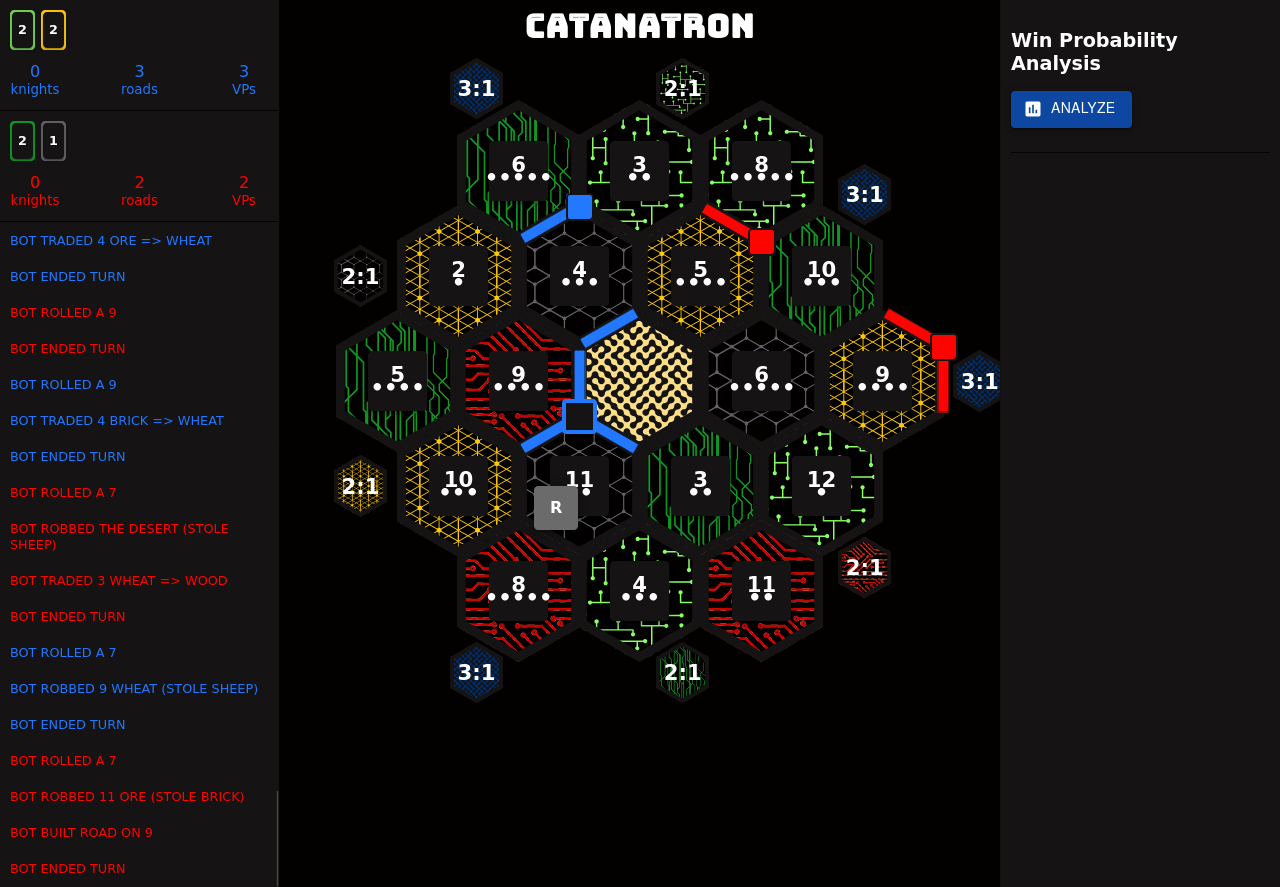 2 2
0 3 3
knights roads VPs
2 1
0 2 2
knights roads VPs
BOT TRADED 4 ORE => WHEAT
BOT ENDED TURN
BOT ROLLED A 9
BOT ENDED TURN
BOT ROLLED A 9
BOT TRADED 4 BRICK => WHEAT
BOT ENDED TURN
BOT ROLLED A 7
BOT ROBBED THE DESERT (STOLE
SHEEP)
BOT TRADED 3 WHEAT => WOOD
BOT ENDED TURN
BOT ROLLED A 7
BOT ROBBED 9 WHEAT (STOLE SHEEP)
BOT ENDED TURN
BOT ROLLED A 7
BOT ROBBED 11 ORE (STOLE BRICK)
BOT BUILT ROAD ON 9
BOT ENDED TURN
CATANATRON
3:1 2:1
6 3 8
3:1
2:1 2 4 5 10
5 9 6 9 3:1
2:1 10 11 3 12
R
8 4 11 2:1
3:1 2:1
Win Probability
Analysis
ANALYZE